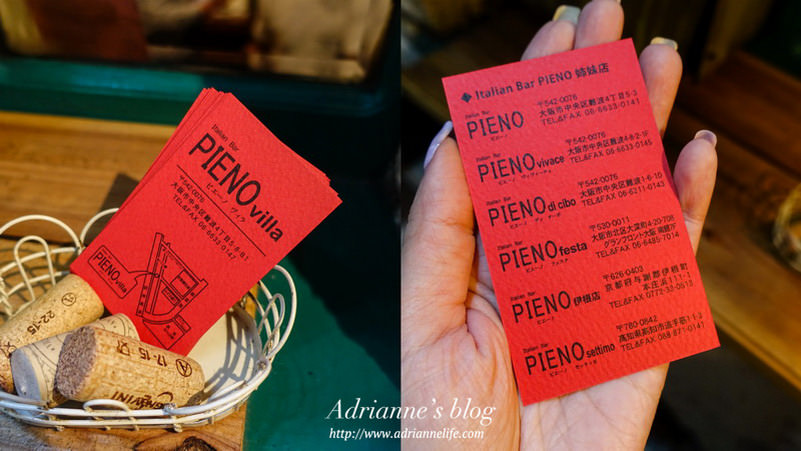 Italian Bar
PIENO villa
ピエーノ ヴィラ
〒542-0076
大阪市中央区難波4丁目5-8-B1
TEL&FAX 06-6633-0147
PIENO villa
22-15
17-15
Italian Bar PIENO 姉妹店
Italian Bar
PIENO
ピエーノ
〒542-0076
大阪市中央区難波4丁目5-3
TEL&FAX 06-6633-0141
Italian Bar
PIENO vivace
ピエーノ ヴィヴァーチェ
〒542-0076
大阪市中央区難波4-8-2-1F
TEL&FAX 06-6633-0145
Italian Bar
PIENO di cibo
ピエーノ ディ チーボ
〒542-0076
大阪市中央区難波1-6-10
TEL&FAX 06-6211-0143
Italian Bar
PIENO festa
ピエーノ フェスタ
〒530-0011
大阪市北区大深町4-20-706
グランフロント大阪 南館7F
TEL&FAX 06-6485-7014
Italian Bar
PIENO 伊根店
ピエーノ
〒626-0403
京都府与謝郡伊根町
本庄浜111-1
TEL&FAX 0772-32-0513
Italian Bar
PIENO settimo
ピエーノ セッティモ
〒780-0842
高知県高知市追手筋1-1-3
TEL&FAX 088-871-0141
Adrianne's blog
http://www.adriannelife.com